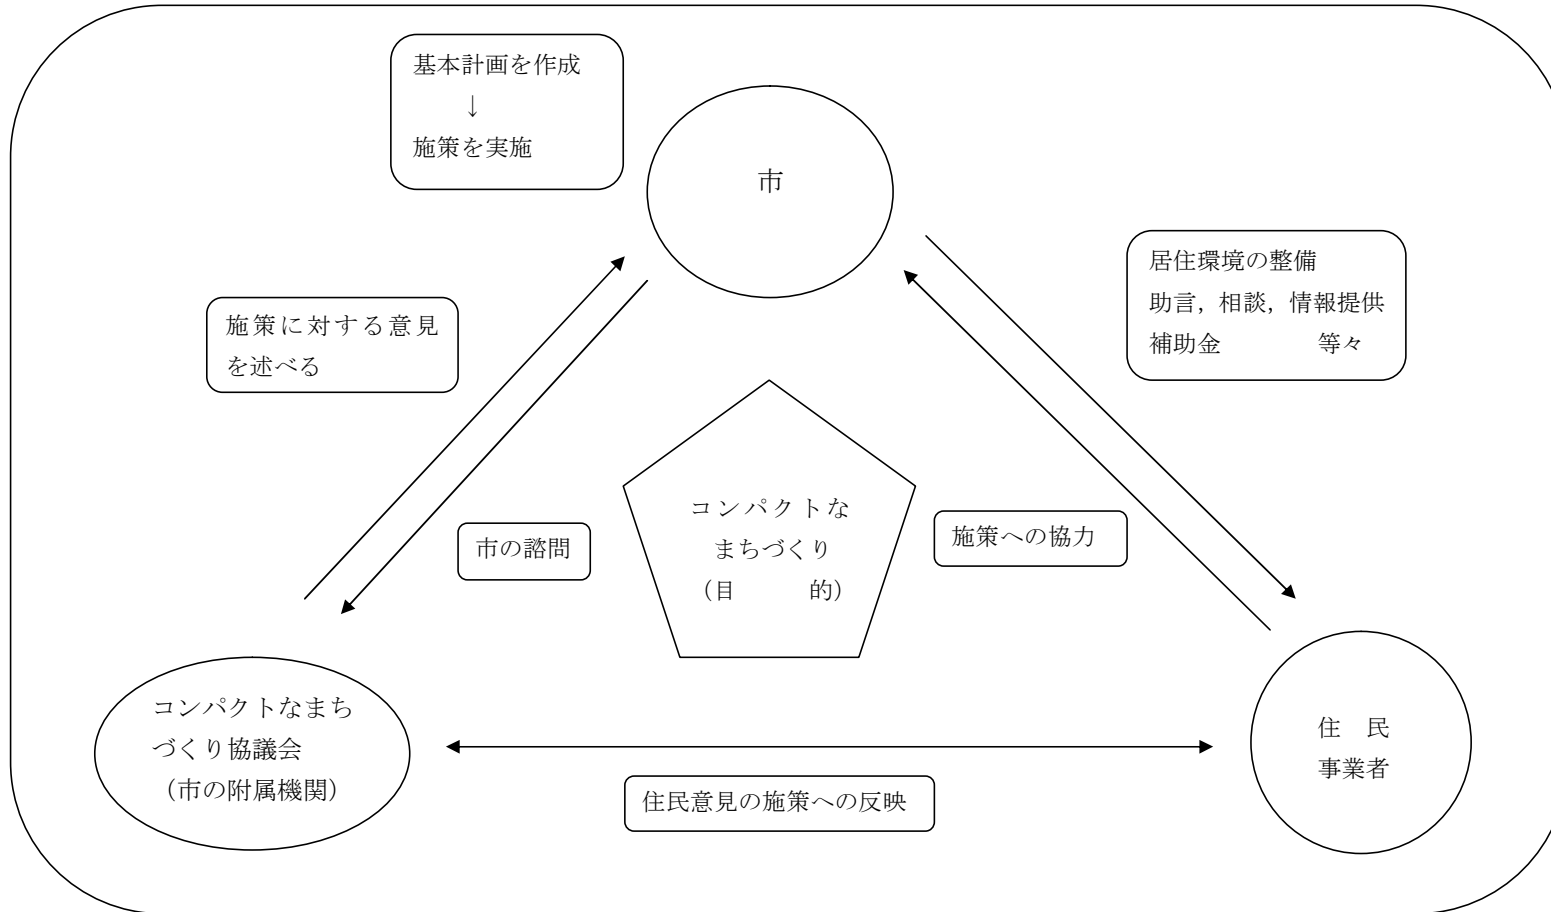 基本計画を作成
↓
施策を実施
市
居住環境の整備
助言，相談，情報提供
補助金　　　　等々
施策に対する意見
を述べる
コンパクトな
まちづくり
（目　　　的）
市の諮問
施策への協力
コンパクトなまち
づくり協議会
（市の附属機関）
住　民
事業者
住民意見の施策への反映